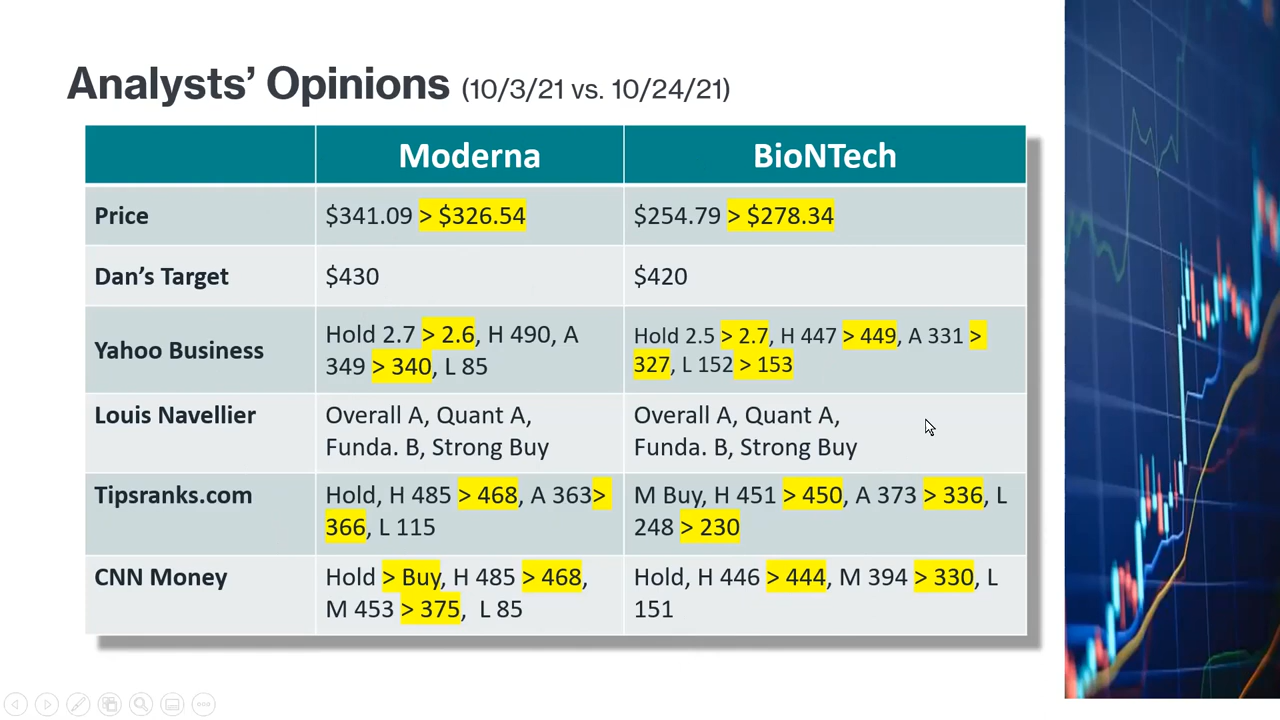 Analysts' Opinions (10/3/21 vs. 10/24/21)
Moderna BioNTech
Price $341.09 > $326.54 $254.79 > $278.34
Dan's Target $430 $420
Yahoo Business
Hold 2.7 > 2.6, H 490, A
349 > 340, L 85
Hold 2.5 > 2.7, H 447 > 449, A 331 >
327, L 152 > 153
Louis Navellier
Overall A, Quant A,
Funda. B, Strong Buy
Overall A, Quant A,
Funda. B, Strong Buy
Tipsranks.com
Hold, H 485 > 468, A 363>
366, L 115
M Buy, H 451 > 450, A 373 > 336, L
248 > 230
CNN Money
Hold > Buy, H 485 > 468,
M 453 > 375, L 85
Hold, H 446 > 444, M 394 > 330, L
151